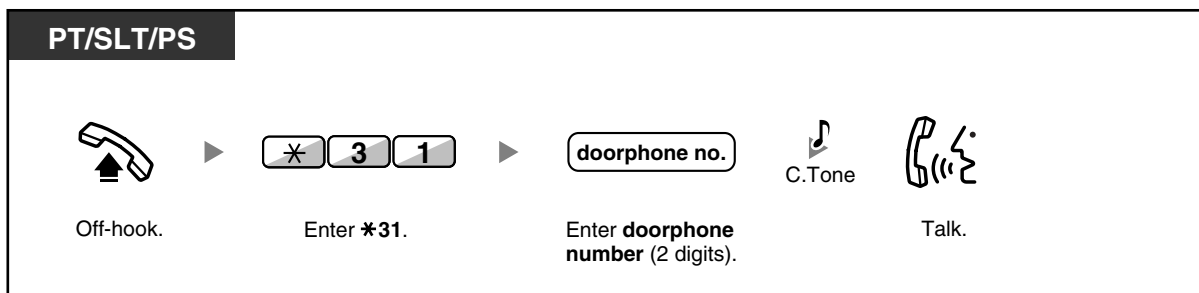 PT/SLT/PS
* 3 1
doorphone no.
C.Tone
Off-hook.
Enter *31.
Enter doorphone
number (2 digits).
Talk.